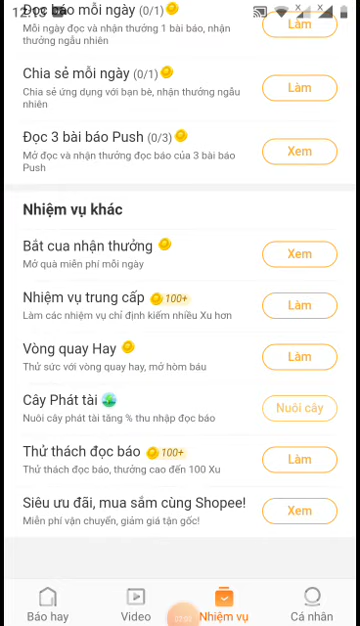 12:13
Đọc báo mỗi ngày (0/1)
Làm
Mỗi ngày đọc và nhận thưởng 1 bài báo, nhận
thưởng ngẫu nhiên
Chia sẻ mỗi ngày (0/1)
Làm
Chia sẻ ứng dụng với bạn bè, nhận thưởng ngẫu
nhiên
Đọc 3 bài báo Push (0/3)
Xem
Mở đọc và nhận thưởng đọc báo của 3 bài báo
Push
Nhiệm vụ khác
Bắt cua nhận thưởng
Xem
Mở quà miễn phí mỗi ngày
Nhiệm vụ trung cấp 100+
Làm
Làm các nhiệm vụ chỉ định kiếm nhiều Xu hơn
Vòng quay Hay
Làm
Thử sức với vòng quay hay, mở hòm báu
Cây Phát tài
Nuôi cây
Nuôi cây phát tài tăng % thu nhập đọc báo
Thử thách đọc báo 100+
Làm
Thử thách đọc báo, thưởng cao đến 100 Xu
Siêu ưu đãi, mua sắm cùng Shopee!
Xem
Miễn phí vận chuyển, giảm giá tận gốc!
Báo hay
Video
Nhiệm vụ
Cá nhân